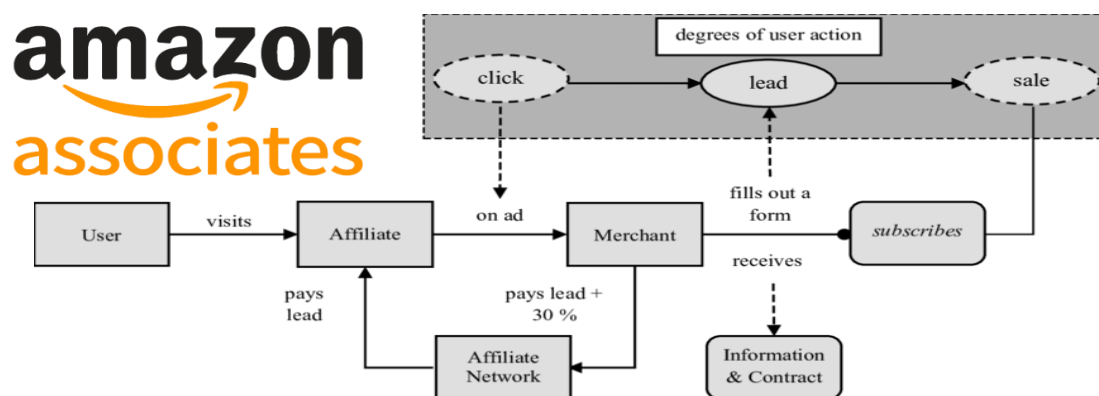 amazon
associates
degrees of user action
click
lead
sale
User
visits
Affiliate
on ad
Merchant
fills out a
form
receives
subscribes
pays
lead
pays lead +
30 %
Affiliate
Network
Information
& Contract